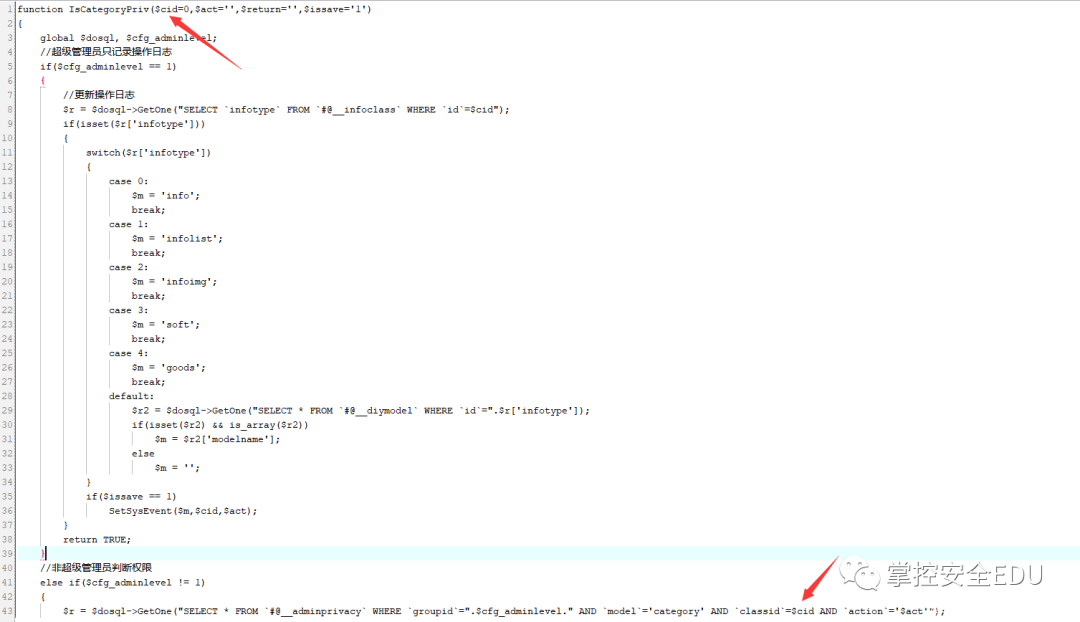 1 function IsCategoryPriv($cid=0,$act='',$return='',$issave='1')
2 {
3 global $dosql, $cfg_adminlevel;
4 //超级管理员只记录操作日志
5 if($cfg_adminlevel == 1)
6 {
7 //更新操作日志
8 $r = $dosql->GetOne("SELECT `infotype` FROM `#@__infoclass` WHERE `id`=$cid");
9 if(isset($r['infotype']))
10 {
11 switch($r['infotype'])
12 {
13 case 0:
14 $m = 'info';
15 break;
16 case 1:
17 $m = 'infolist';
18 break;
19 case 2:
20 $m = 'infoimg';
21 break;
22 case 3:
23 $m = 'soft';
24 break;
25 case 4:
26 $m = 'goods';
27 break;
28 default:
29 $r2 = $dosql->GetOne("SELECT * FROM `#@__diymodel` WHERE `id`=".$r['infotype']);
30 if(isset($r2) && is_array($r2))
31 $m = $r2['modelname'];
32 else
33 $m = '';
34 }
35 if($issave == 1)
36 SetSysEvent($m,$cid,$act);
37 }
38 return TRUE;
39 }
40 //非超级管理员判断权限
41 else if($cfg_adminlevel != 1)
42 {
43 $r = $dosql->GetOne("SELECT * FROM `#@__adminprivacy` WHERE `groupid`=".$cfg_adminlevel." AND `model`='category' AND `classid`=$cid AND `action`='$act'");
掌控安全EDU